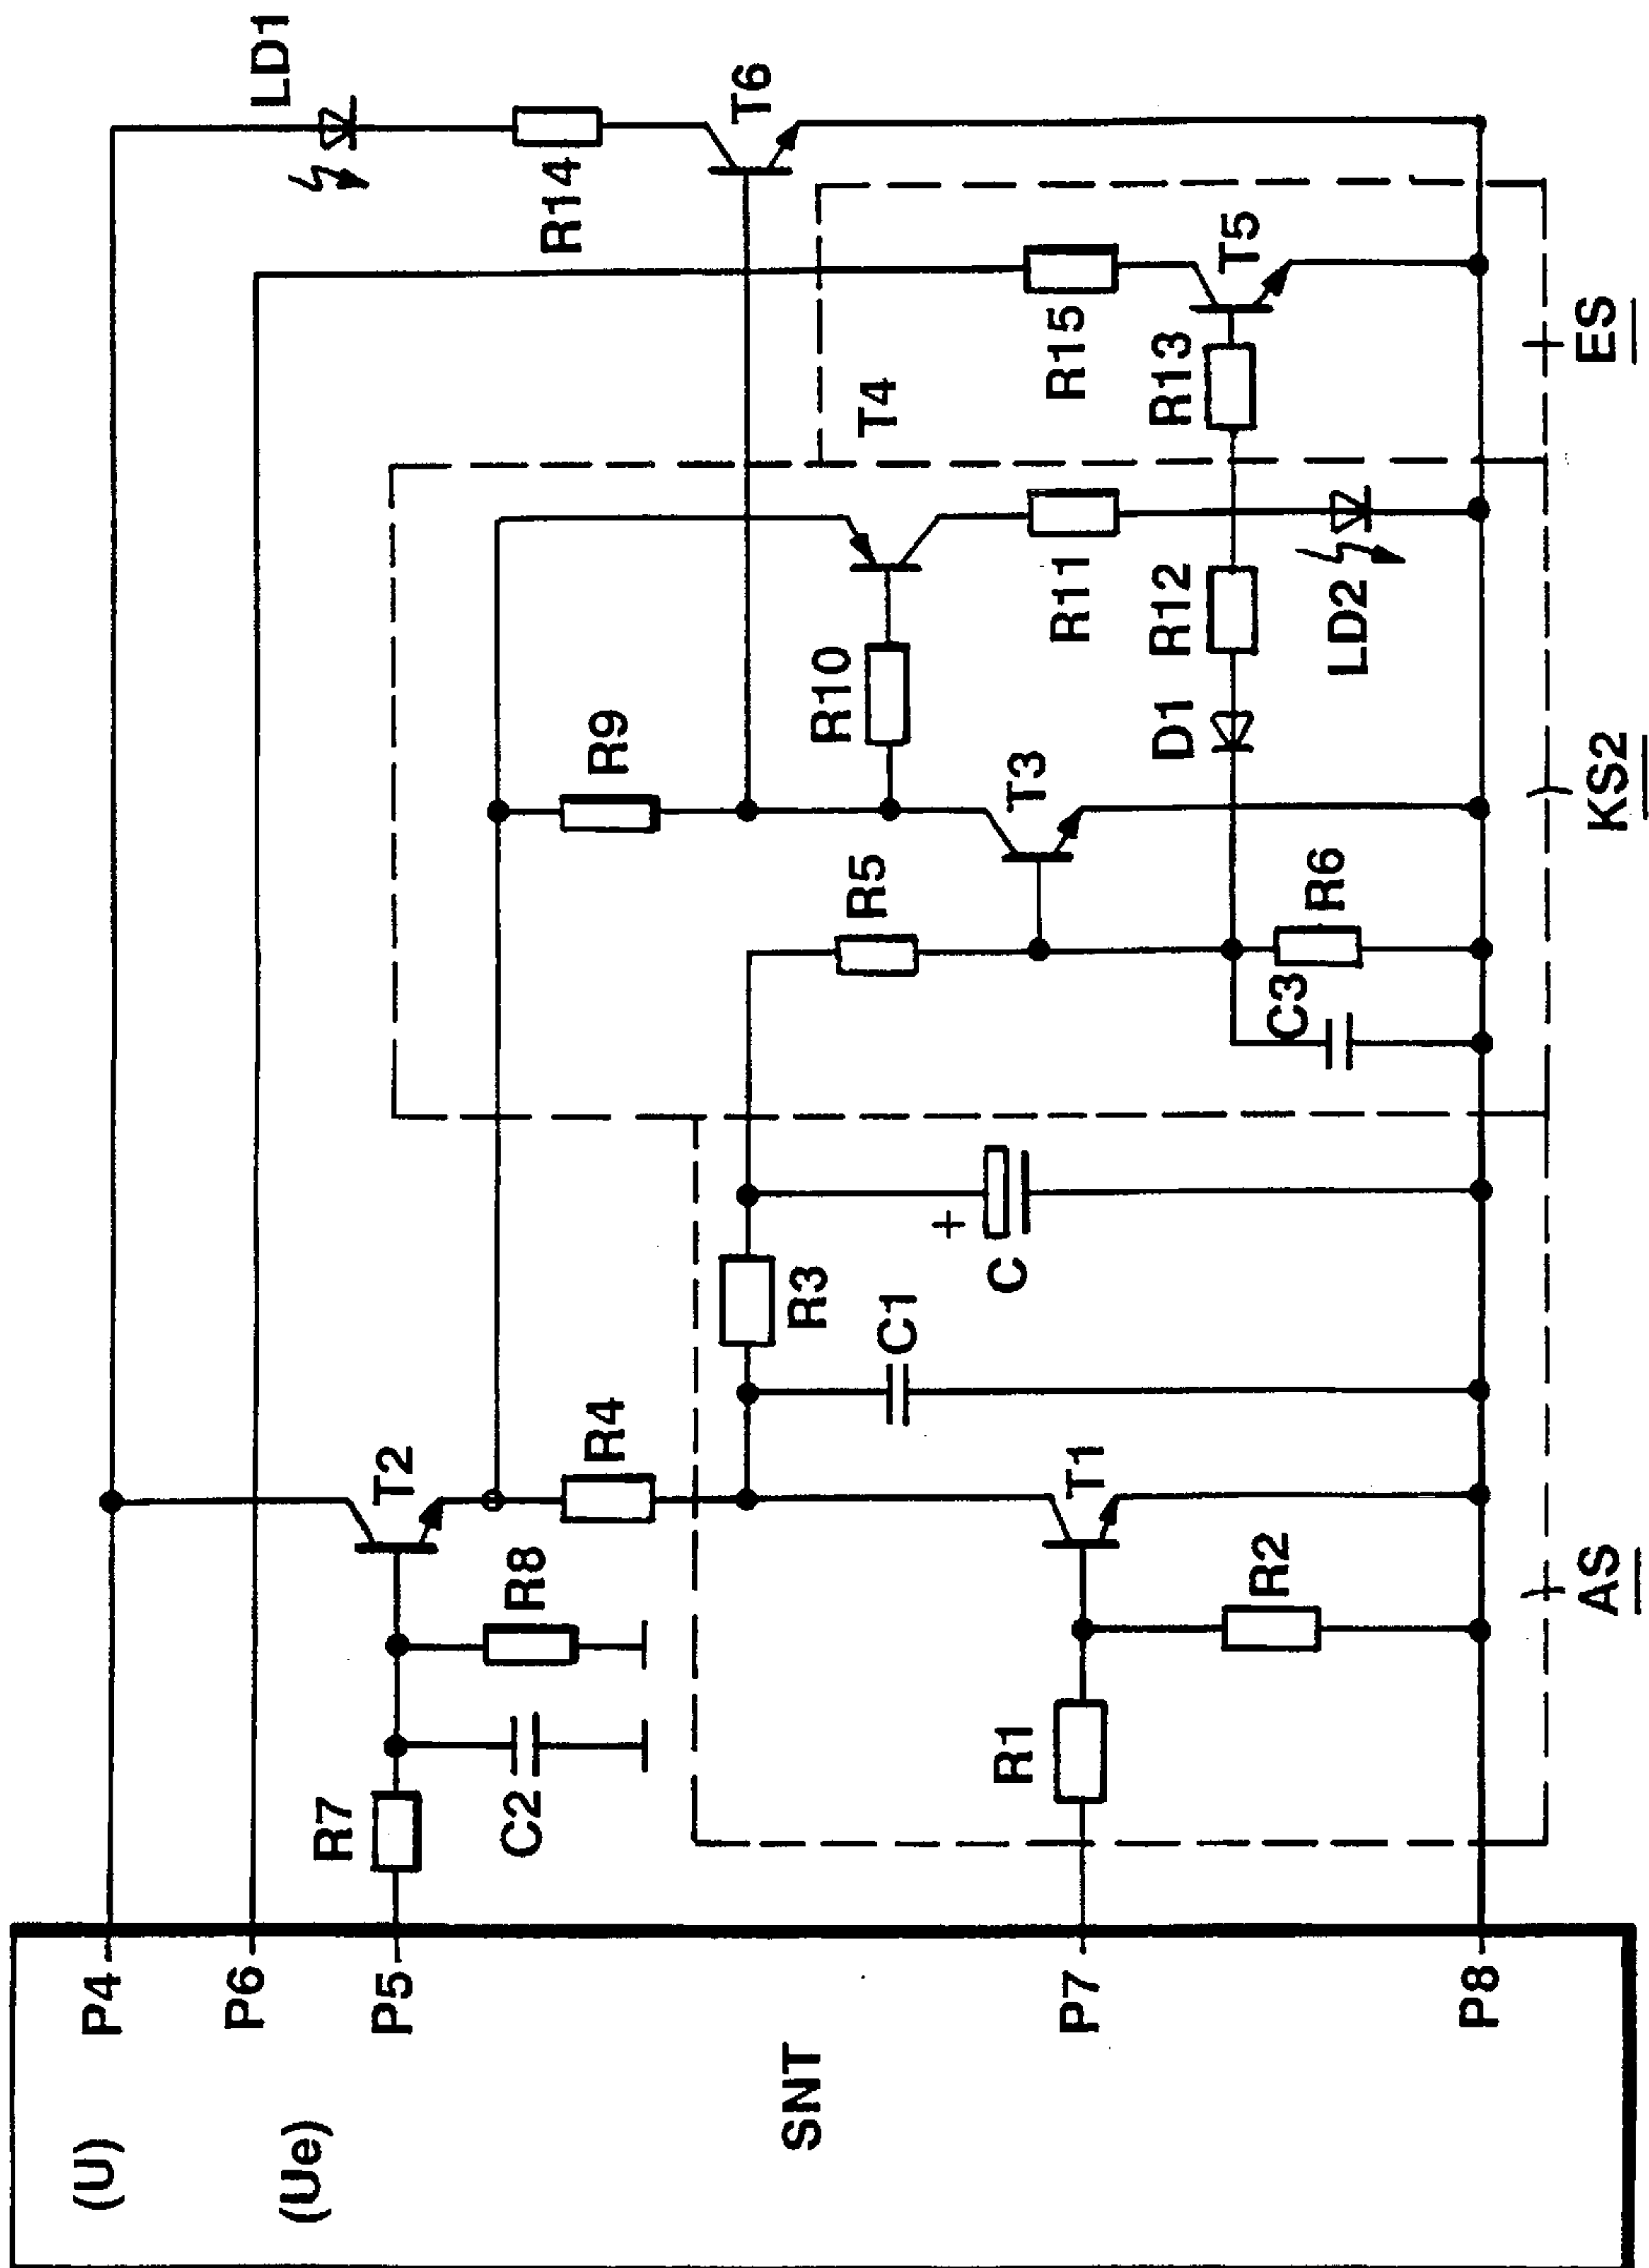 (U)
P4
(Ue)
P6
P5
SNT
P7
P8
R7
C2
R8
T2
R4
R1
R2
T1
C1
R3
+
C
AS
R5
C3
R6
T3
R9
R10
D1
R12
R11
LD2
T4
KS2
R13
R15
T5
ES
R14
T6
LD1